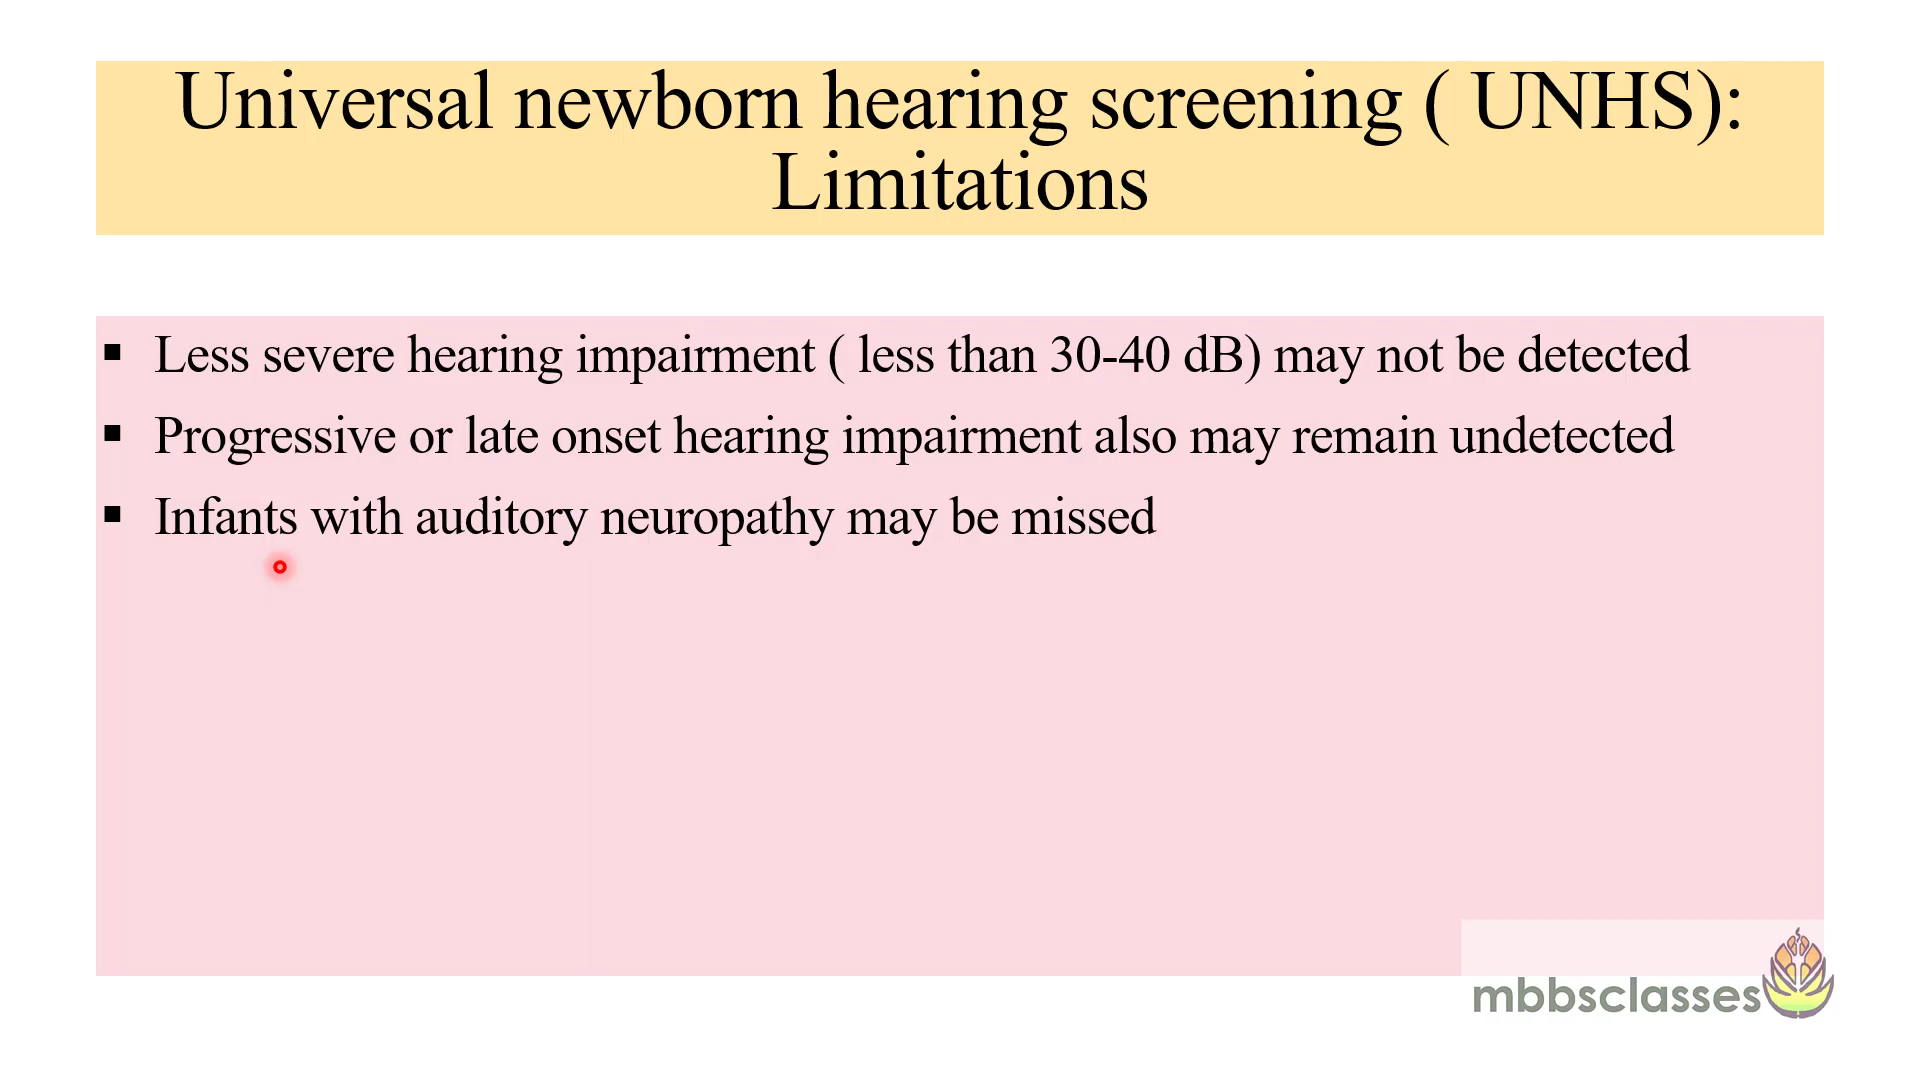 Universal newborn hearing screening ( UNHS):
Limitations
▪ Less severe hearing impairment ( less than 30-40 dB) may not be detected
▪ Progressive or late onset hearing impairment also may remain undetected
▪ Infants with auditory neuropathy may be missed
mbbsclasses